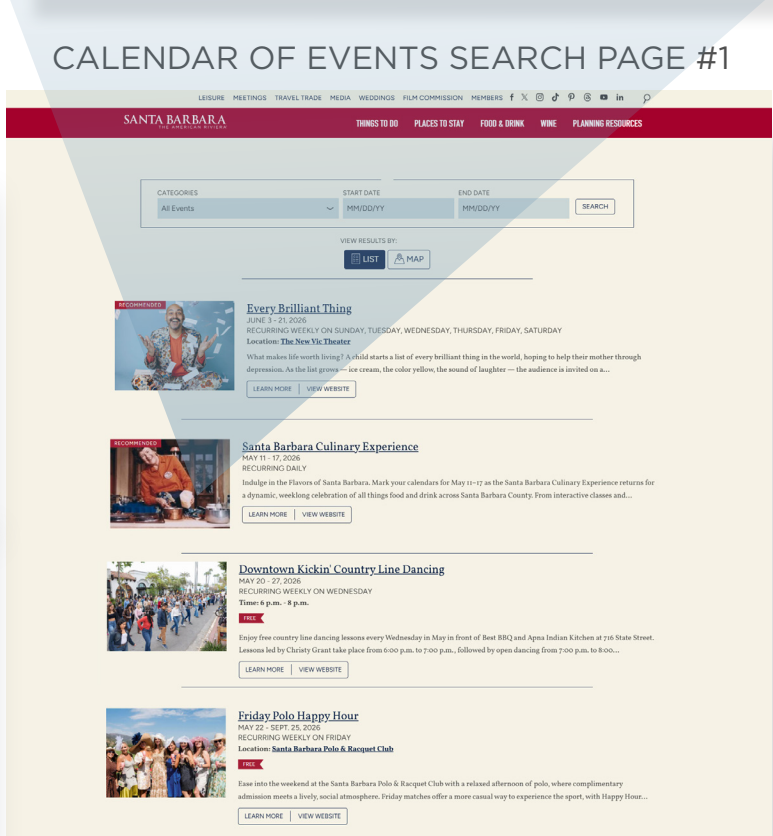 CALENDAR OF EVENTS SEARCH PAGE #1
LEISURE MEETINGS TRAVEL TRADE MEDIA WEDDINGS FILM COMMISSION MEMBERS
SANTA BARBARA
THE AMERICAN RIVIERA
THINGS TO DO PLACES TO STAY FOOD & DRINK WINE PLANNING RESOURCES
CATEGORIES START DATE END DATE
All Events MM/DD/YY MM/DD/YY SEARCH
VIEW RESULTS BY:
LIST MAP
RECOMMENDED
Every Brilliant Thing
JUNE 3 - 21, 2026
RECURRING WEEKLY ON SUNDAY, TUESDAY, WEDNESDAY, THURSDAY, FRIDAY, SATURDAY
Location: The New Vic Theater
What makes life worth living? A child starts a list of every brilliant thing in the world, hoping to help their mother through
depression. As the list grows — ice cream, the color yellow, the sound of laughter — the audience is invited on a...
LEARN MORE VIEW WEBSITE
RECOMMENDED
Santa Barbara Culinary Experience
MAY 11 - 17, 2026
RECURRING DAILY
Indulge in the Flavors of Santa Barbara. Mark your calendars for May 11–17 as the Santa Barbara Culinary Experience returns for
a dynamic, weeklong celebration of all things food and drink across Santa Barbara County. From interactive classes and...
LEARN MORE VIEW WEBSITE
Downtown Kickin' Country Line Dancing
MAY 20 - 27, 2026
RECURRING WEEKLY ON WEDNESDAY
Time: 6 p.m. - 8 p.m.
FREE
Enjoy free country line dancing lessons every Wednesday in May in front of Best BBQ and Apna Indian Kitchen at 716 State Street.
Lessons led by Christy Grant take place from 6:00 p.m. to 7:00 p.m., followed by open dancing from 7:00 p.m. to 8:00...
LEARN MORE VIEW WEBSITE
Friday Polo Happy Hour
MAY 22 - SEPT. 25, 2026
RECURRING WEEKLY ON FRIDAY
Location: Santa Barbara Polo & Racquet Club
FREE
Ease into the weekend at the Santa Barbara Polo & Racquet Club with a relaxed afternoon of polo, where complimentary
admission meets a lively, social atmosphere. Friday matches offer a more casual way to experience the sport, with Happy Hour...
LEARN MORE VIEW WEBSITE